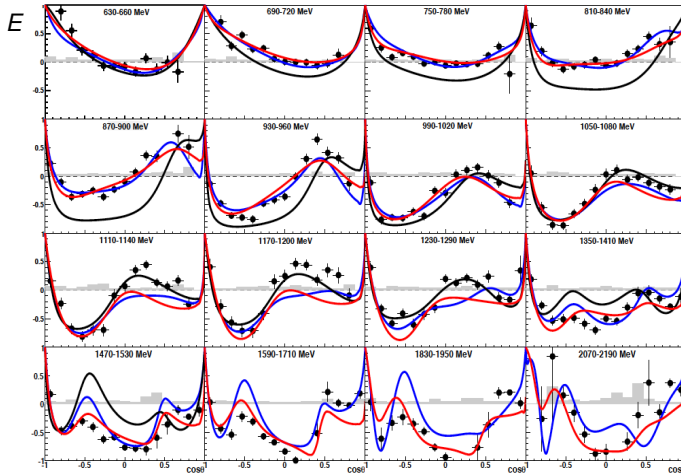 E
630-660 MeV
690-720 MeV
750-780 MeV
810-840 MeV
0.5
0
-0.5
870-900 MeV
930-960 MeV
990-1020 MeV
1050-1080 MeV
0.5
0
-0.5
1110-1140 MeV
1170-1200 MeV
1230-1290 MeV
1350-1410 MeV
0.5
0
-0.5
1470-1530 MeV
1590-1710 MeV
1830-1950 MeV
2070-2190 MeV
0.5
0
-0.5
-1
-1 -0.5 0 0.5 -0.5 0 0.5 -0.5 0 0.5 -0.5 0 0.5
cosθ cosθ